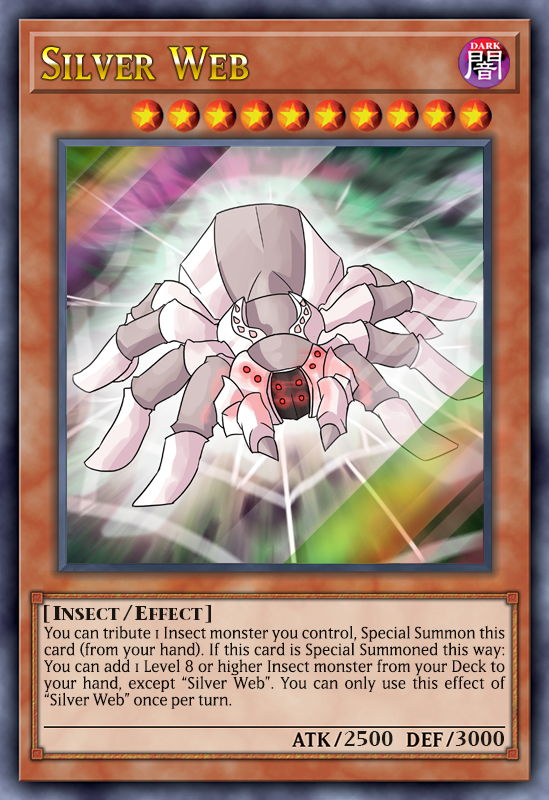 Silver Web
DARK
闇
[Insect/Effect]
You can tribute 1 Insect monster you control, Special Summon this
card (from your hand). If this card is Special Summoned this way:
You can add 1 Level 8 or higher Insect monster from your Deck to
your hand, except “Silver Web”. You can only use this effect of
“Silver Web” once per turn.
ATK/2500 DEF/3000